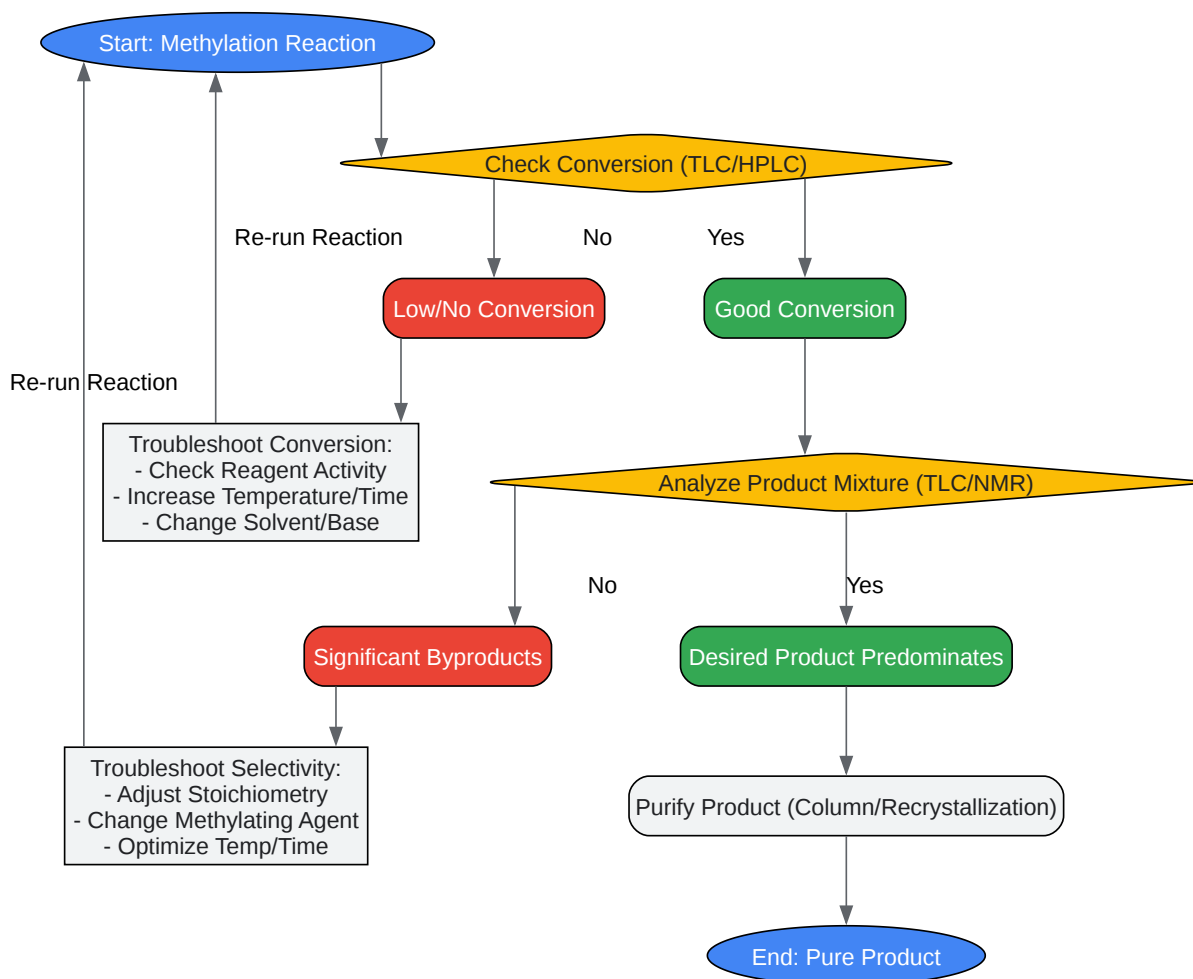 Start: Methylation Reaction
Check Conversion (TLC/HPLC)
Re-run Reaction
No
Yes
Low/No Conversion
Good Conversion
Re-run Reaction
Troubleshoot Conversion:
- Check Reagent Activity
- Increase Temperature/Time
- Change Solvent/Base
Analyze Product Mixture (TLC/NMR)
No
Yes
Significant Byproducts
Desired Product Predominates
Troubleshoot Selectivity:
- Adjust Stoichiometry
- Change Methylating Agent
- Optimize Temp/Time
Purify Product (Column/Recrystallization)
End: Pure Product